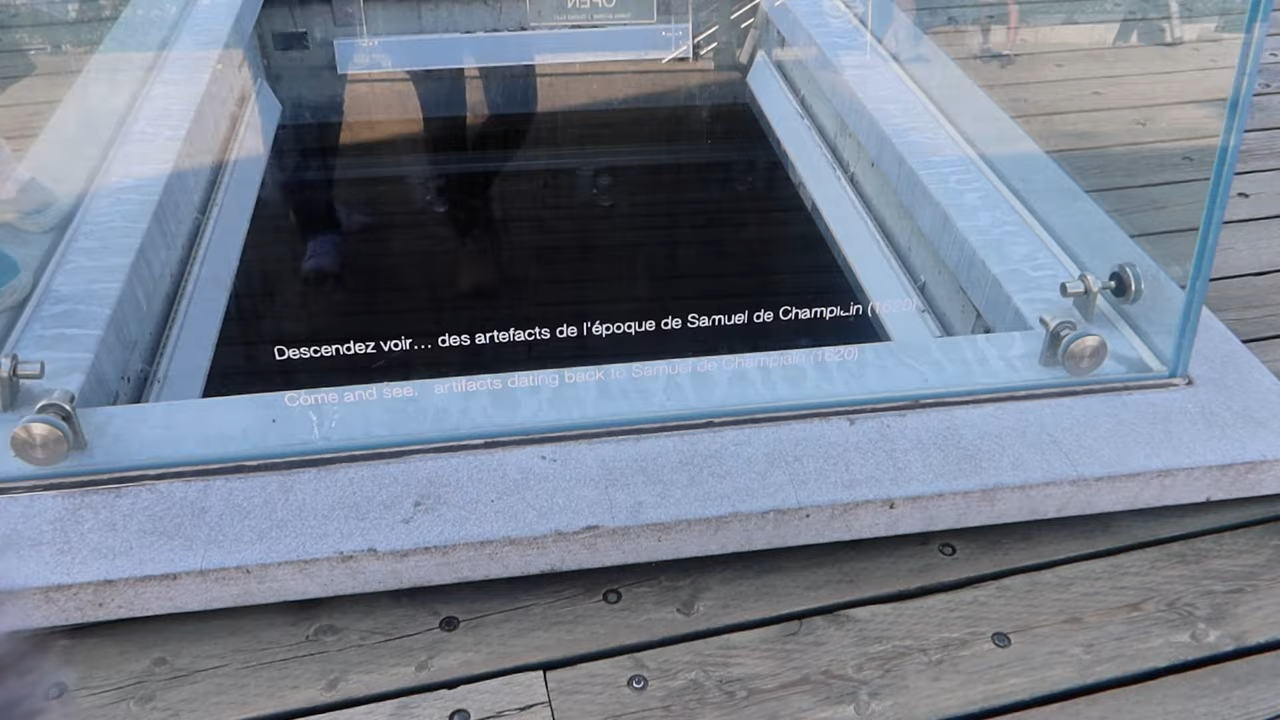 OPEN
Descendez voir... des artefacts de l'époque de Samuel de Champlain (1620)
Come and see, artifacts dating back to Samuel de Champlain (1620)